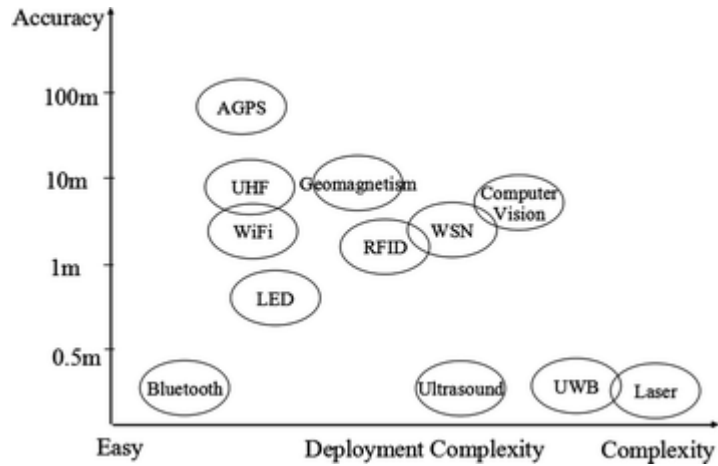 Accuracy
100m
AGPS
10m
UHF
Geomagnetism
Computer
Vision
WiFi
RFID
WSN
1m
LED
0.5m
Bluetooth
Ultrasound
UWB
Laser
Easy
Deployment Complexity
Complexity